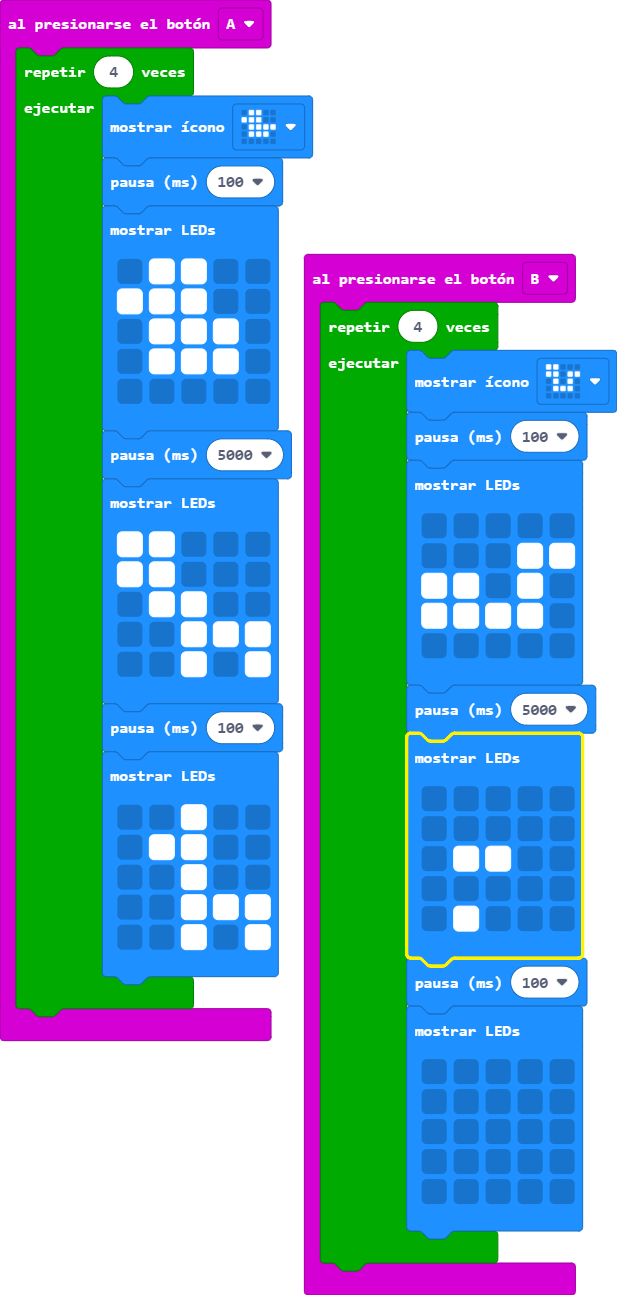 al presionarse el botón A
repetir 4 veces
ejecutar
mostrar ícono
pausa (ms) 100
mostrar LEDs
pausa (ms) 5000
mostrar LEDs
pausa (ms) 100
mostrar LEDs
al presionarse el botón B
repetir 4 veces
ejecutar
mostrar ícono
pausa (ms) 100
mostrar LEDs
pausa (ms) 5000
mostrar LEDs
pausa (ms) 100
mostrar LEDs